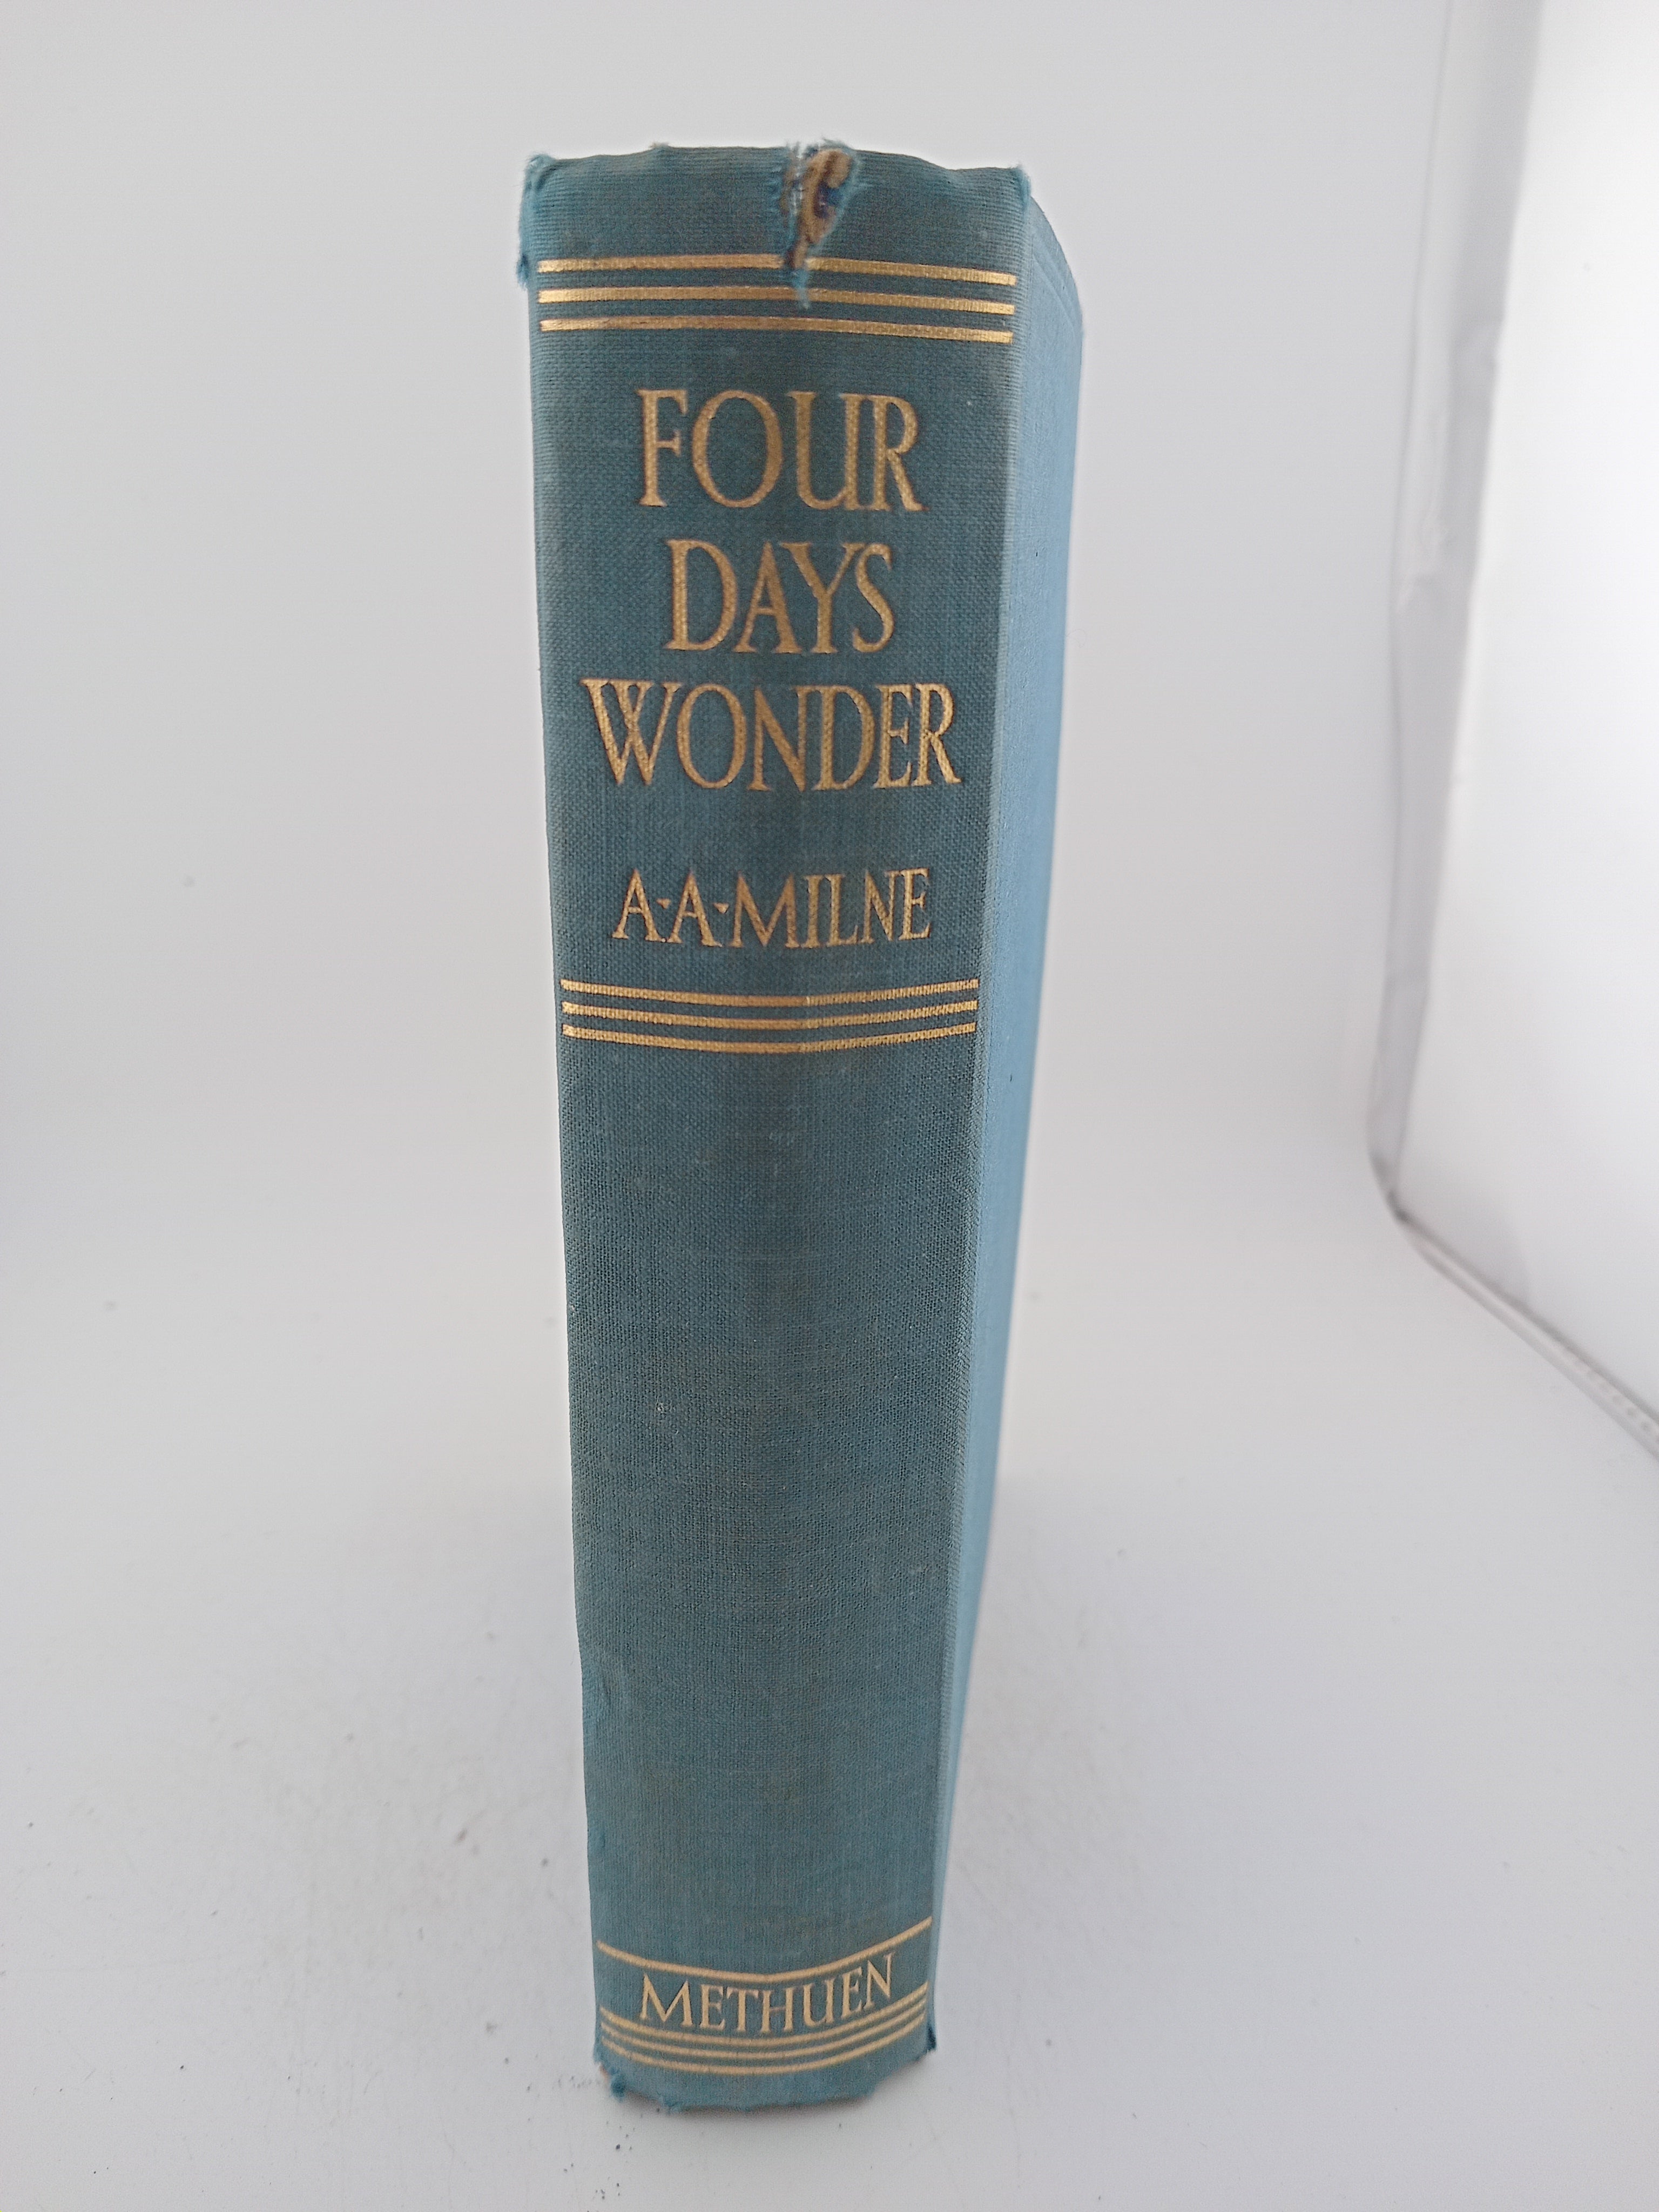 FOUR
DAYS
WONDER
A·A·MILNE
METHUEN